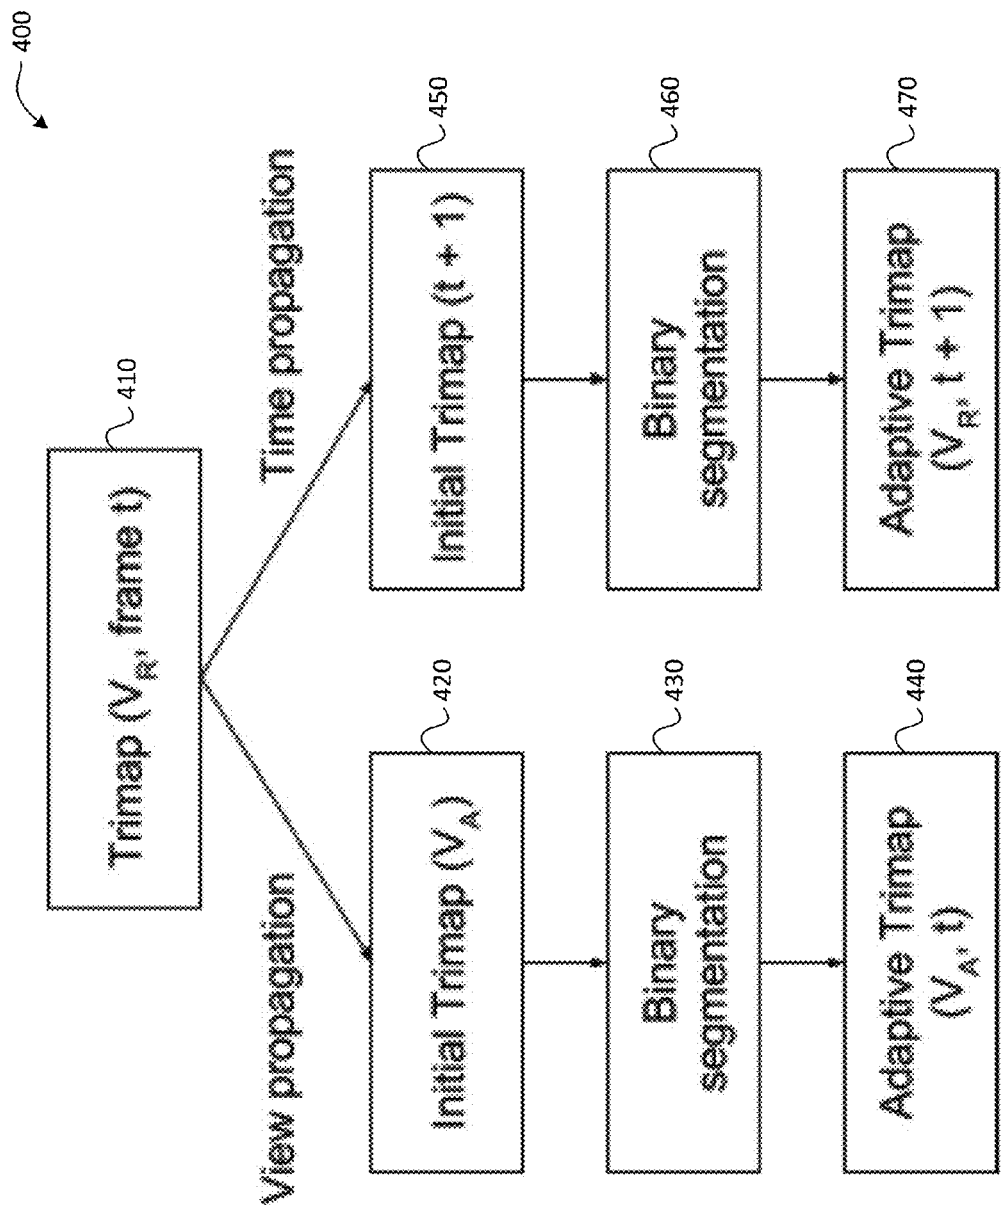 400
Trimap (V_R, frame t)
410
View propagation
Time propagation
Initial Trimap (V_A)
420
Initial Trimap (t + 1)
450
Binary
segmentation
430
Binary
segmentation
460
Adaptive Trimap
(V_A, t)
440
Adaptive Trimap
(V_R, t + 1)
470